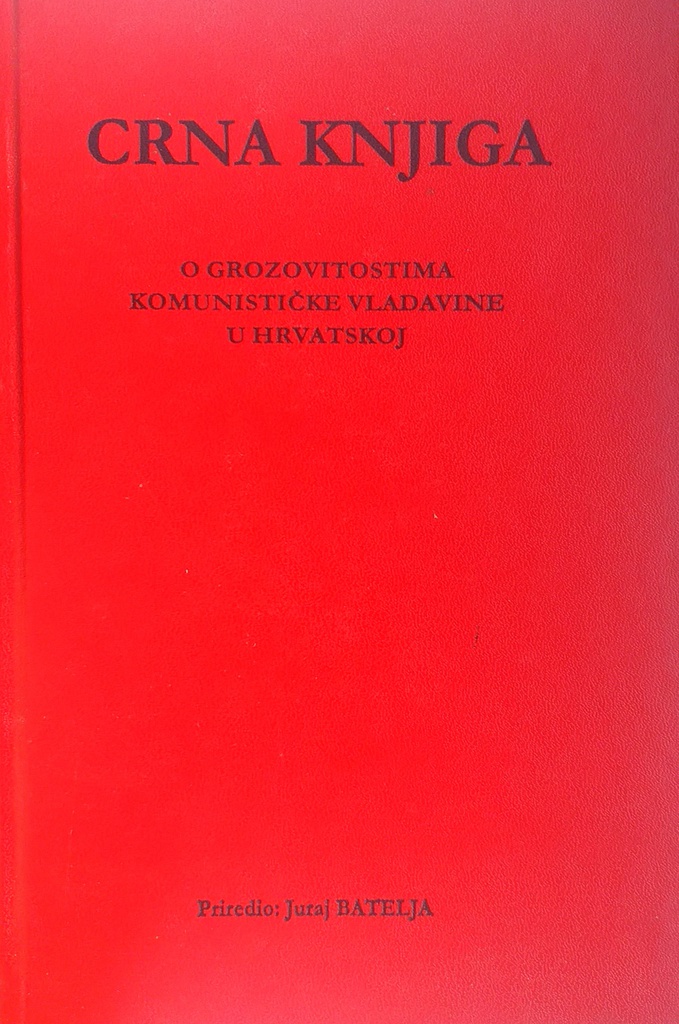 CRNA KNJIGA
O GROZOVITOSTIMA
KOMUNISTIČKE VLADAVINE
U HRVATSKOJ
Priredio: Juraj BATELJA